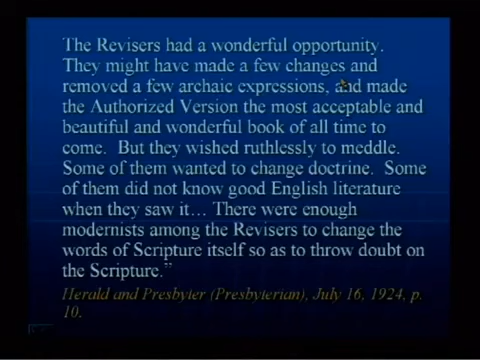 The Revisers had a wonderful opportunity.
They might have made a few changes and
removed a few archaic expressions, and made
the Authorized Version the most acceptable and
beautiful and wonderful book of all time to
come. But they wished ruthlessly to meddle.
Some of them wanted to change doctrine. Some
of them did not know good English literature
when they saw it… There were enough
modernists among the Revisers to change the
words of Scripture itself so as to throw doubt on
the Scripture.”
Herald and Presbyter (Presbyterian), July 16, 1924, p.
10.